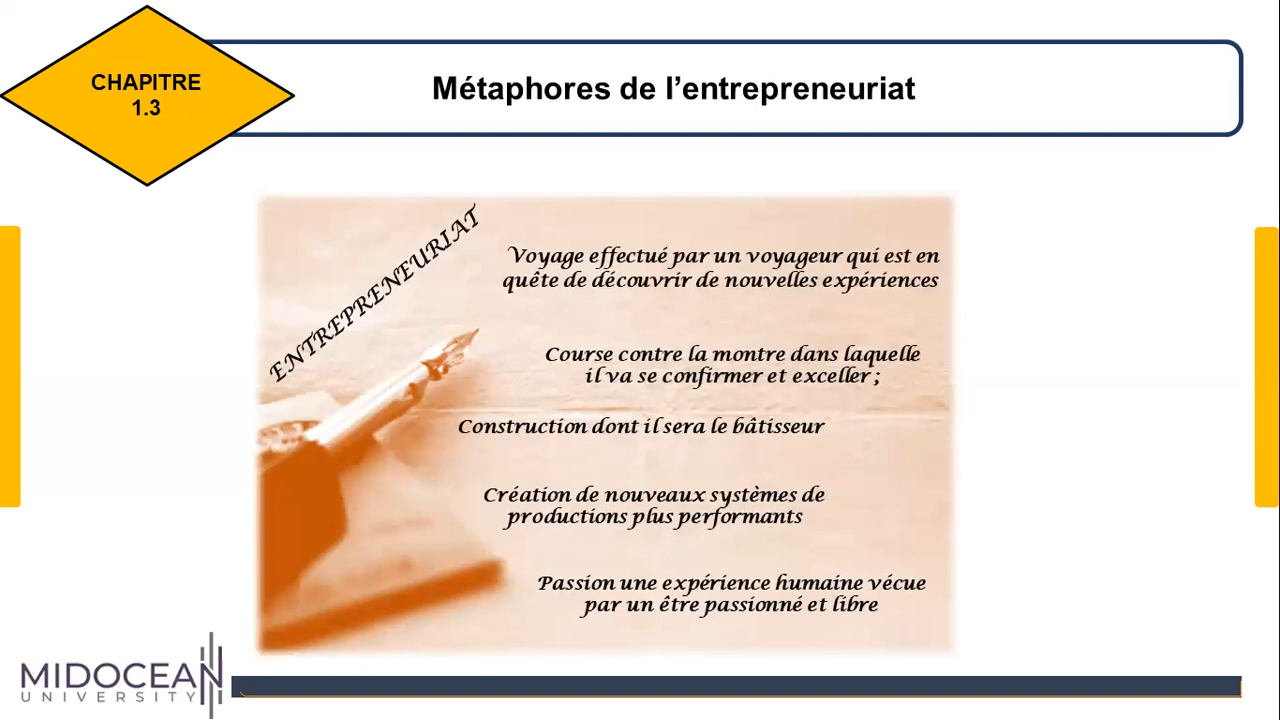 CHAPITRE
1.3
Métaphores de l’entrepreneuriat
ENTREPRENEURIAT
Voyage effectué par un voyageur qui est en
quête de découvrir de nouvelles expériences
Course contre la montre dans laquelle
il va se confirmer et exceller ;
Construction dont il sera le bâtisseur
Création de nouveaux systèmes de
productions plus performants
Passion une expérience humaine vécue
par un être passionné et libre
MIDOCEAN
UNIVERSITY